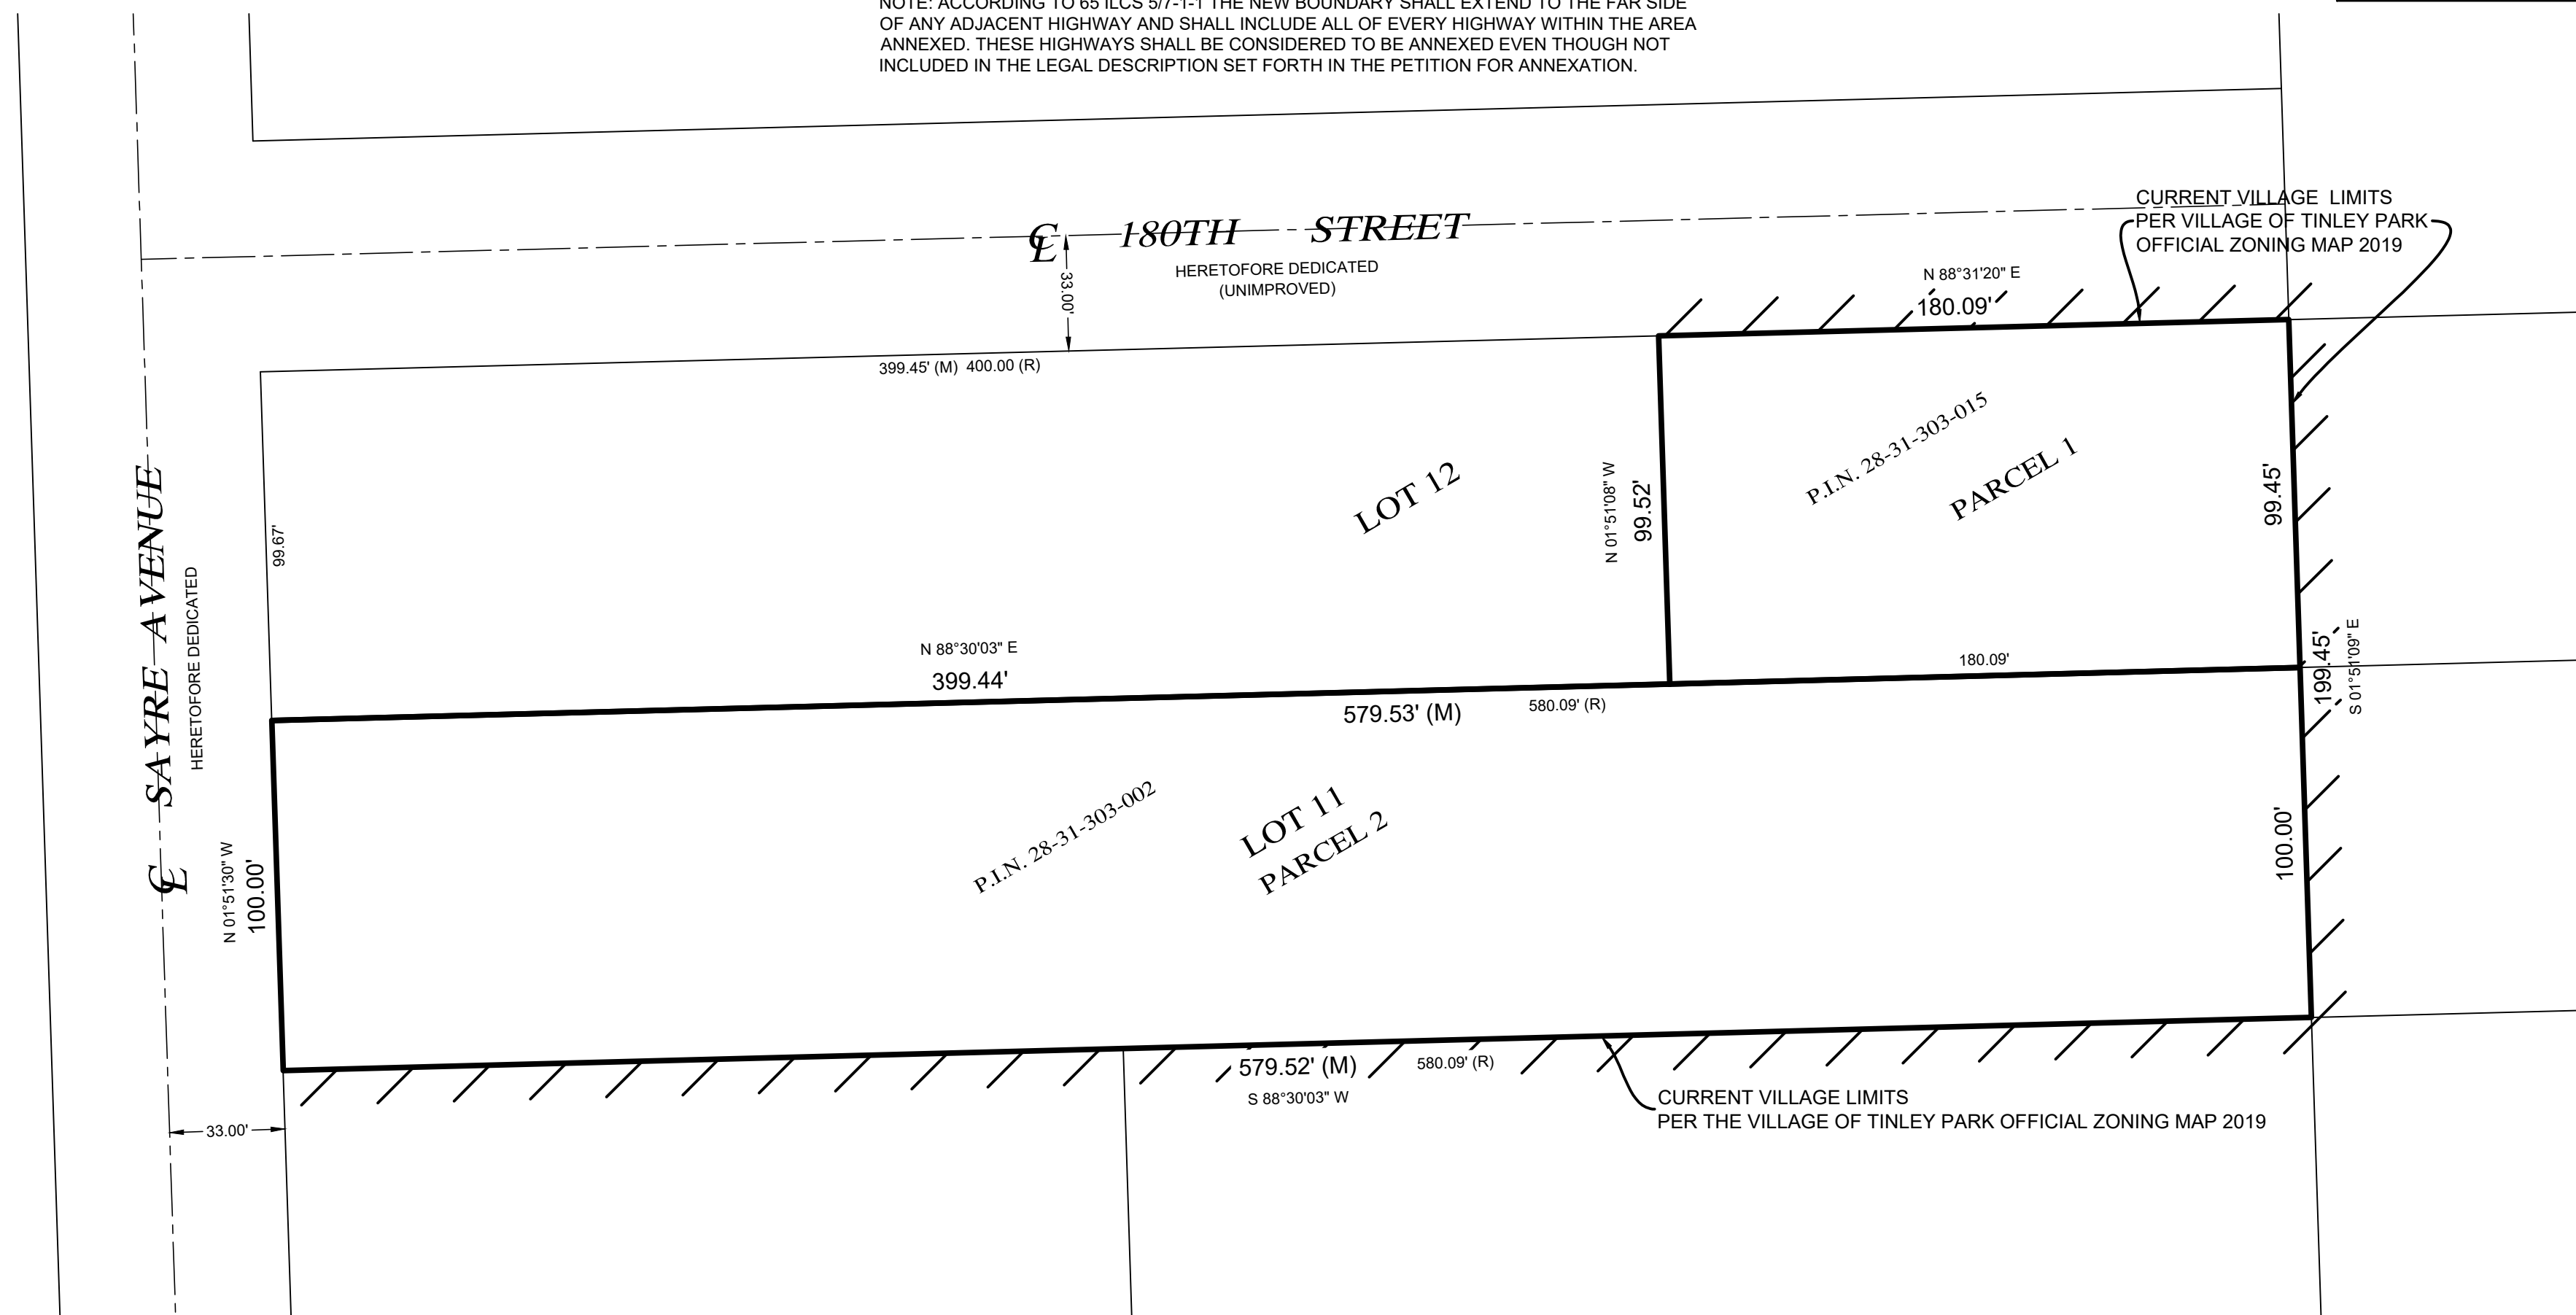 NOTE: ACCORDING TO 65 ILCS 5/7-1-1 THE NEW BOUNDARY SHALL EXTEND TO THE FAR SIDE
OF ANY ADJACENT HIGHWAY AND SHALL INCLUDE ALL OF EVERY HIGHWAY WITHIN THE AREA
ANNEXED. THESE HIGHWAYS SHALL BE CONSIDERED TO BE ANNEXED EVEN THOUGH NOT
INCLUDED IN THE LEGAL DESCRIPTION SET FORTH IN THE PETITION FOR ANNEXATION.
CURRENT VILLAGE LIMITS
PER VILLAGE OF TINLEY PARK
OFFICIAL ZONING MAP 2019
℄ 180TH STREET
HERETOFORE DEDICATED
(UNIMPROVED)
33.00'
N 88°31'20" E
180.09'
399.45' (M) 400.00 (R)
P.I.N. 28-31-303-015
PARCEL 1
LOT 12
N 01°51'08" W
99.52'
99.45'
99.67'
℄ SAYRE AVENUE
HERETOFORE DEDICATED
N 88°30'03" E
399.44'
180.09'
199.45'
S 01°51'09" E
579.53' (M)
580.09' (R)
P.I.N. 28-31-303-002
LOT 11
PARCEL 2
N 01°51'30" W
100.00'
100.00'
579.52' (M)
580.09' (R)
S 88°30'03" W
CURRENT VILLAGE LIMITS
PER THE VILLAGE OF TINLEY PARK OFFICIAL ZONING MAP 2019
33.00'